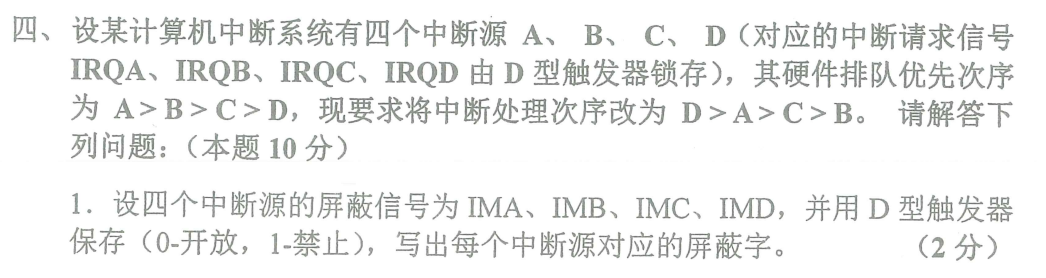 四、设某计算机中断系统有四个中断源 A、 B、 C、 D（对应的中断请求信号
IRQA、IRQB、IRQC、IRQD 由 D 型触发器锁存），其硬件排队优先次序
为 A > B > C > D，现要求将中断处理次序改为 D > A > C > B。 请解答下
列问题：（本题 10 分）
1．设四个中断源的屏蔽信号为 IMA、IMB、IMC、IMD，并用 D 型触发器
保存（0-开放，1-禁止），写出每个中断源对应的屏蔽字。 （2 分）